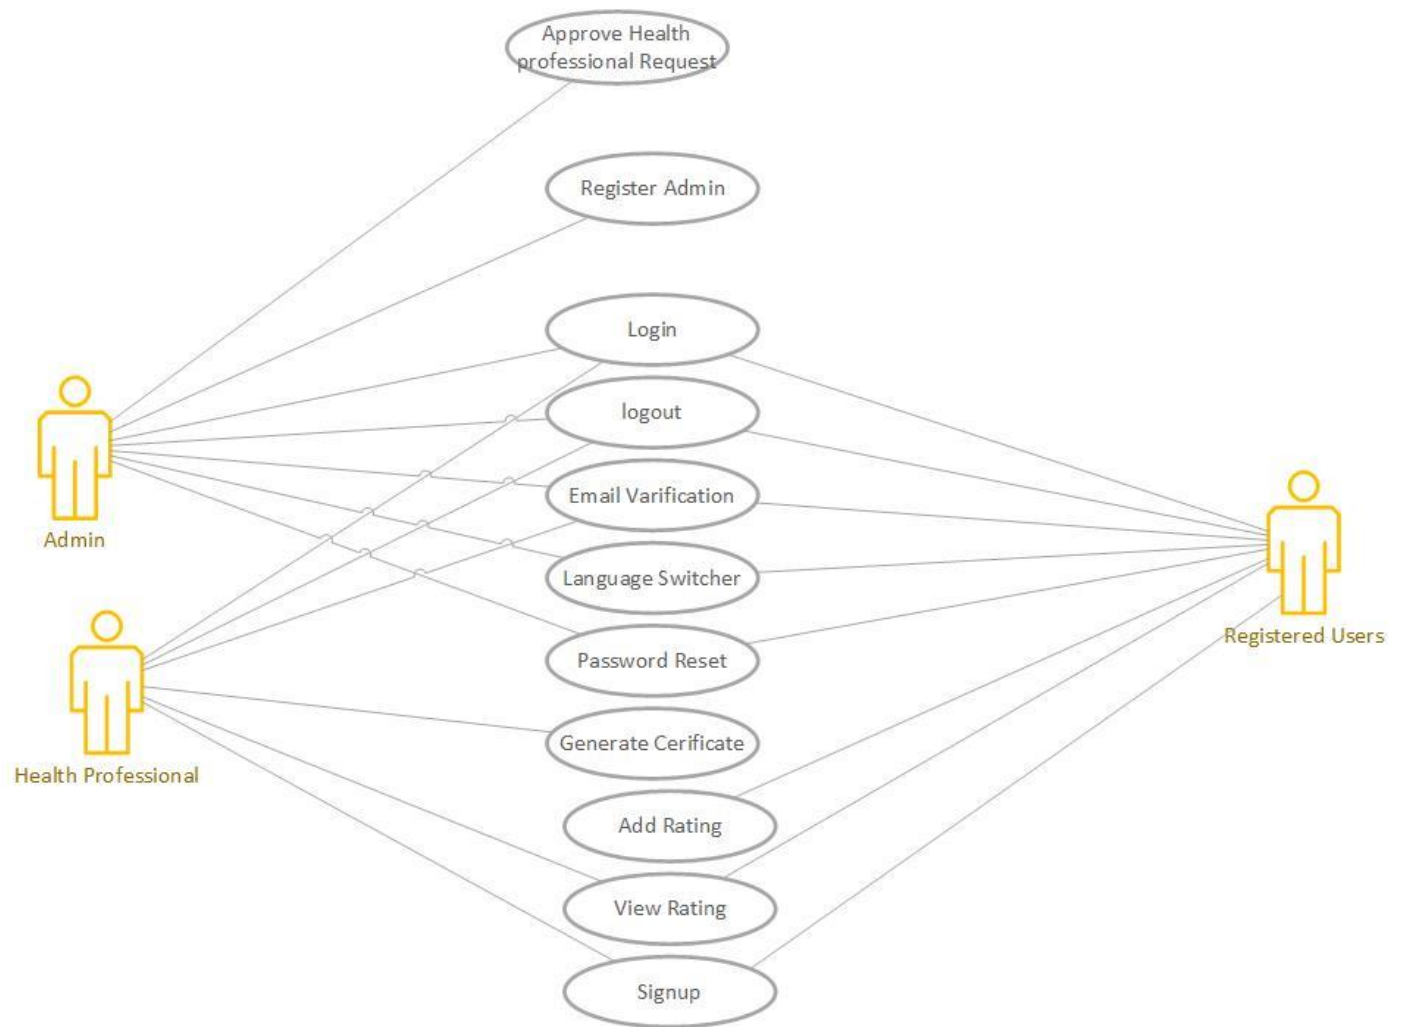 Approve Health
professional Request
Register Admin
Login
logout
Email Varification
Admin
Language Switcher
Registered Users
Password Reset
Generate Cerificate
Health Professional
Add Rating
View Rating
Signup